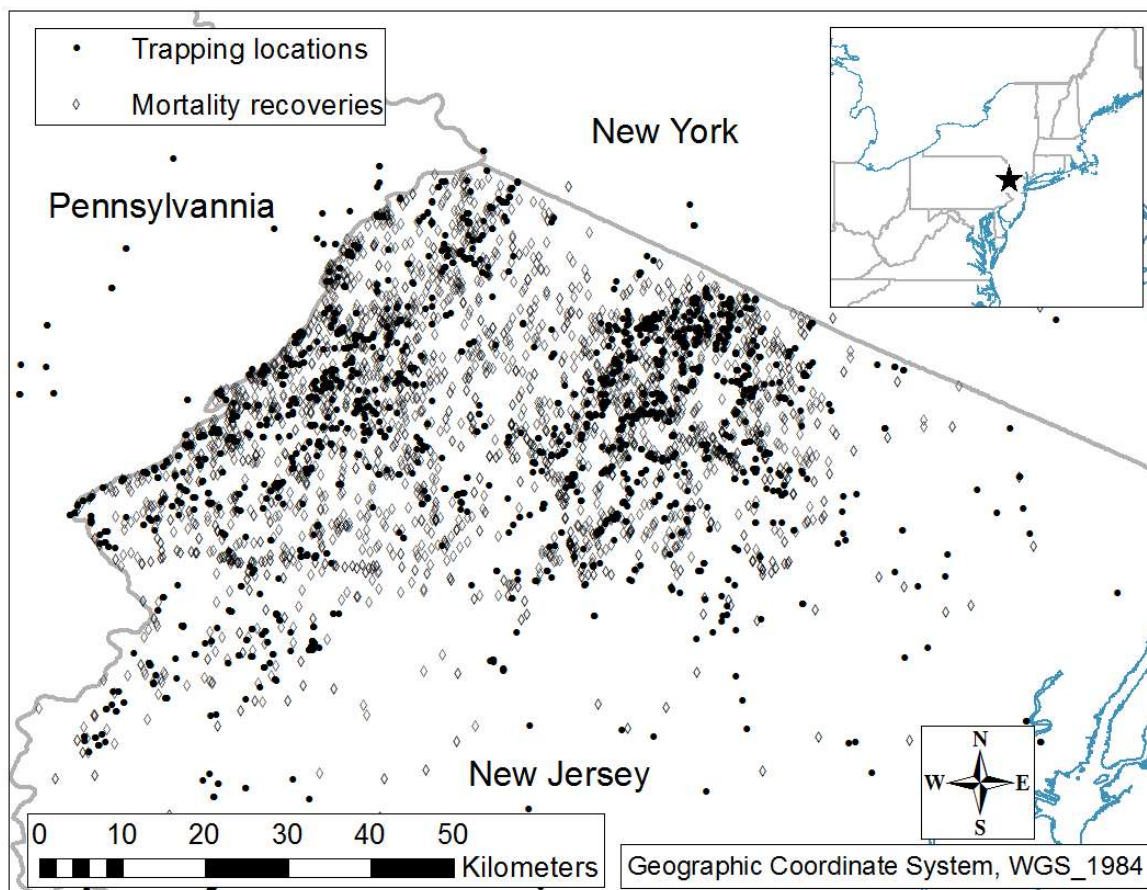 Trapping locations
Mortality recoveries
New York
Pennsylvannia
N
W E
S
New Jersey
0 10 20 30 40 50
Kilometers
Geographic Coordinate System, WGS_1984